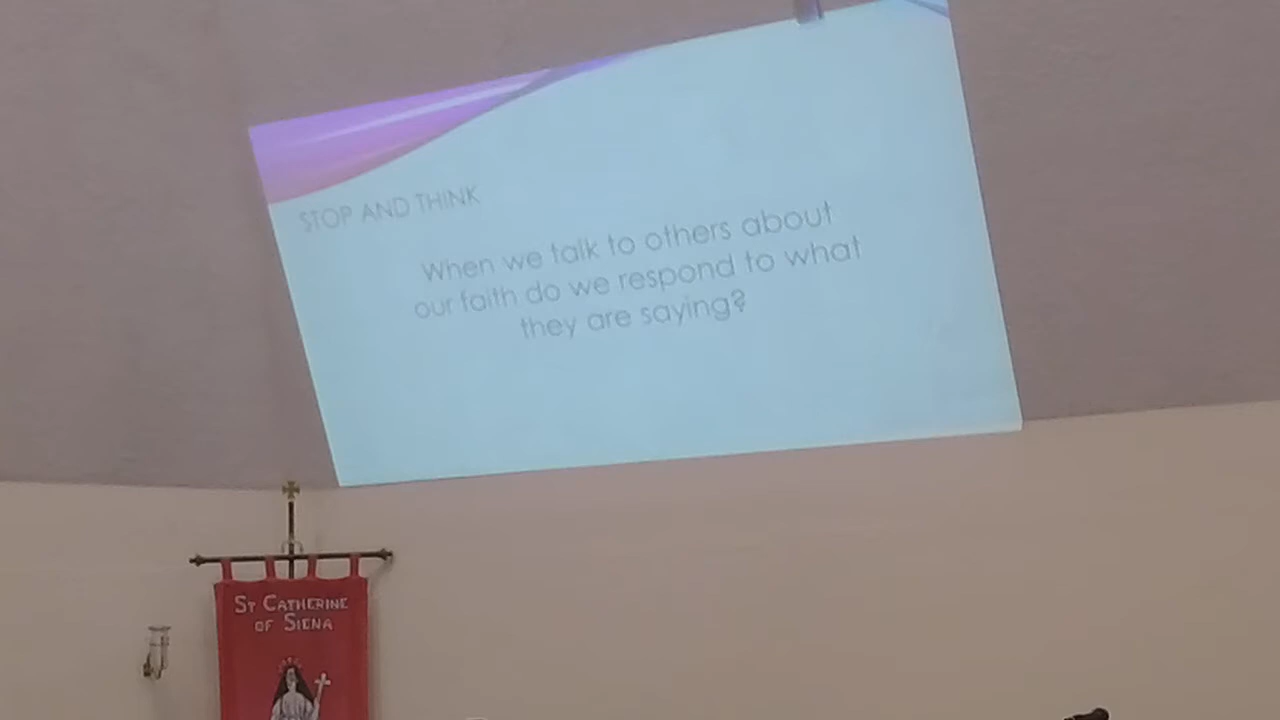 STOP AND THINK
When we talk to others about
our faith do we respond to what
they are saying?
ST CATHERINE
OF SIENA